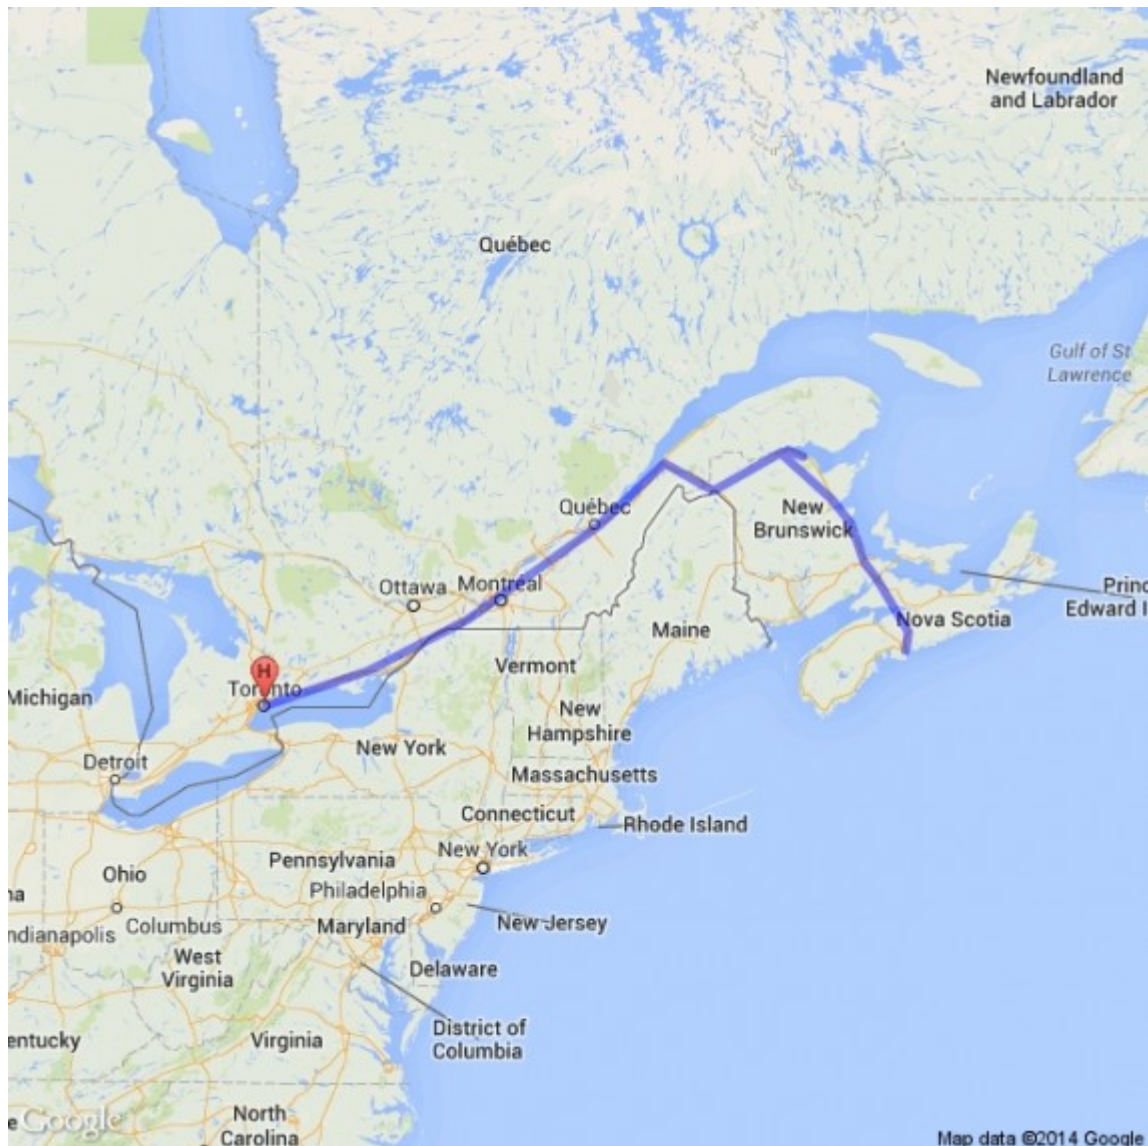 Newfoundland
and Labrador
Québec
Gulf of St
Lawrence
Québec
New
Brunswick
Ottawa
Montréal
Princ
Edward I
Nova Scotia
Maine
Vermont
Toronto
Michigan
New
Hampshire
New York
Detroit
Massachusetts
Connecticut
Rhode Island
New York
Pennsylvania
Ohio
Philadelphia
na
New Jersey
Columbus
Maryland
ndianapolis
West
Virginia
Delaware
District of
Columbia
Virginia
entucky
North
Carolina
e
Google
Map data ©2014 Google
H